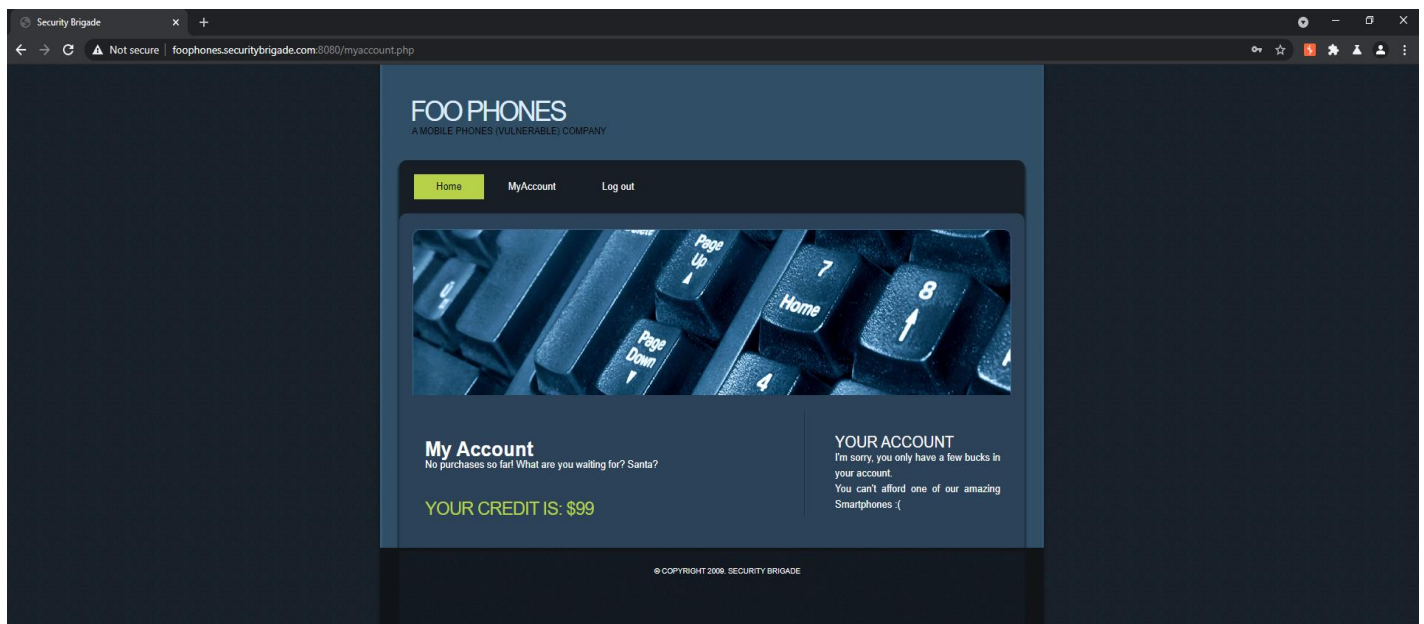 Security Brigade
Not secure
foophones.securitybrigade.com:8080/myaccount.php
FOO PHONES
A MOBILE PHONES (VULNERABLE) COMPANY
Home
MyAccount
Log out
Page
Up
7
Home
8
Page
Down
4
My Account
No purchases so far! What are you waiting for? Santa?
YOUR CREDIT IS: $99
YOUR ACCOUNT
I'm sorry, you only have a few bucks in
your account.
You can't afford one of our amazing
Smartphones :(
© COPYRIGHT 2009. SECURITY BRIGADE